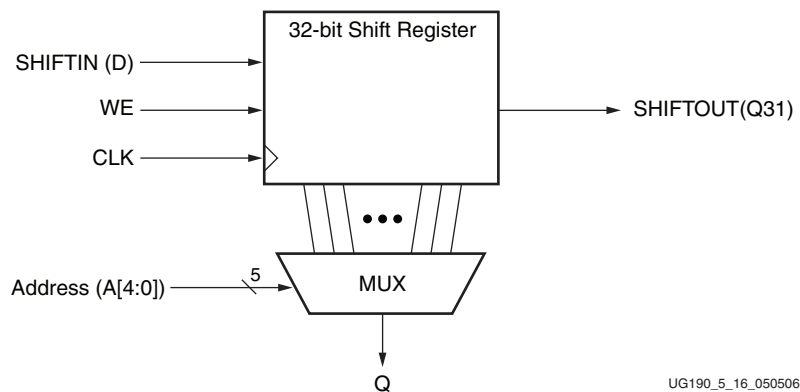 32-bit Shift Register
SHIFTIN (D)
WE
CLK
SHIFTOUT(Q31)
Address (A[4:0])
5
MUX
Q
UG190_5_16_050506